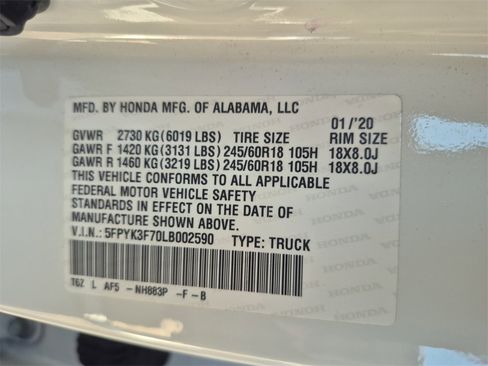 MFD. BY HONDA MFG. OF ALABAMA, LLC
01/'20
GVWR 2730 KG (6019 LBS) TIRE SIZE RIM SIZE
GAWR F 1420 KG (3131 LBS) 245/60R18 105H 18X8.0J
GAWR R 1460 KG (3219 LBS) 245/60R18 105H 18X8.0J
THIS VEHICLE CONFORMS TO ALL APPLICABLE
FEDERAL MOTOR VEHICLE SAFETY
STANDARDS IN EFFECT ON THE DATE OF
MANUFACTURE SHOWN ABOVE.
V.I.N.: 5FPYK3F70LB002590 TYPE: TRUCK
T6Z L AF5 -NH883P -F -B